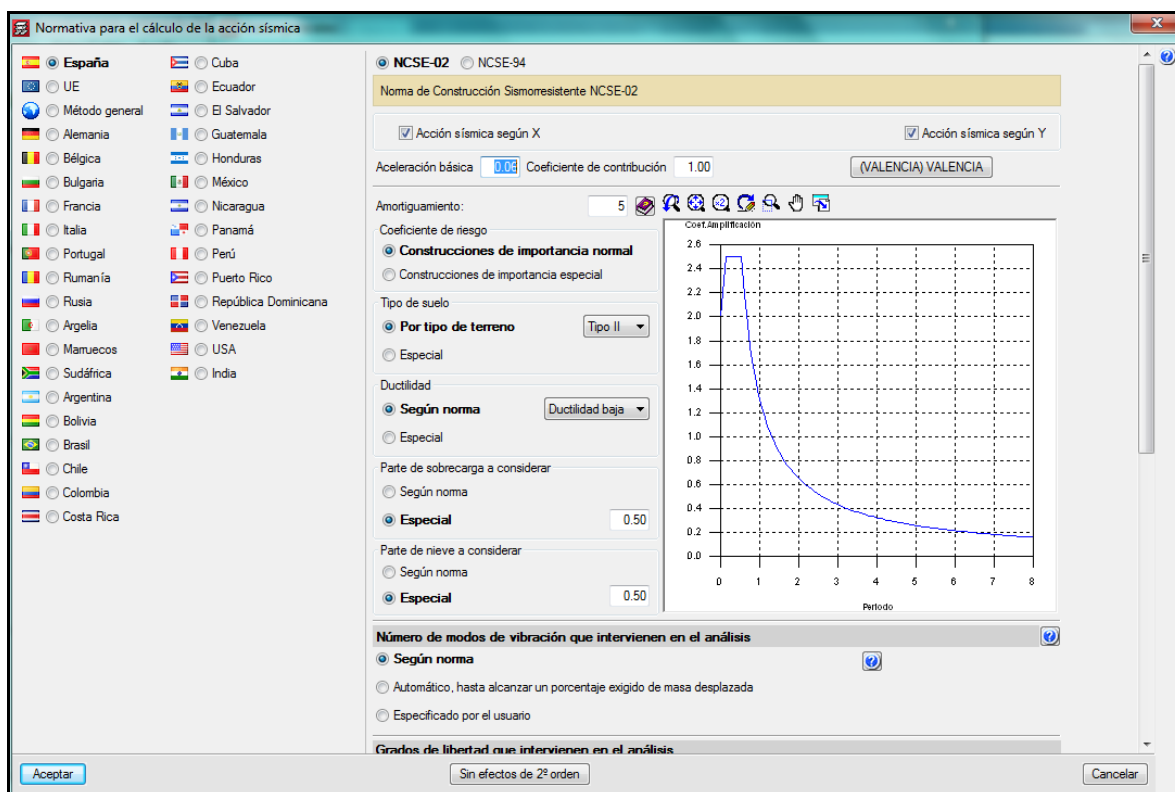 Normativa para el cálculo de la acción sísmica
España
UE
Método general
Alemania
Bélgica
Bulgaria
Francia
Italia
Portugal
Rumanía
Rusia
Argelia
Marruecos
Sudáfrica
Argentina
Bolivia
Brasil
Chile
Colombia
Costa Rica
Cuba
Ecuador
El Salvador
Guatemala
Honduras
México
Nicaragua
Panamá
Perú
Puerto Rico
República Dominicana
Venezuela
USA
India
NCSE-02 NCSE-94
Norma de Construcción Sismorresistente NCSE-02
Acción sísmica según X Acción sísmica según Y
Aceleración básica 0.06 Coeficiente de contribución 1.00 (VALENCIA) VALENCIA
Amortiguamiento: 5
Coeficiente de riesgo
Construcciones de importancia normal
Construcciones de importancia especial
Tipo de suelo
Por tipo de terreno Tipo II
Especial
Ductilidad
Según norma Ductilidad baja
Especial
Parte de sobrecarga a considerar
Según norma
Especial 0.50
Parte de nieve a considerar
Según norma
Especial 0.50
Coef.Amplificación
2.6
2.4
2.2
2.0
1.8
1.6
1.4
1.2
1.0
0.8
0.6
0.4
0.2
0.0
0 1 2 3 4 5 6 7 8
Periodo
Número de modos de vibración que intervienen en el análisis
Según norma
Automático, hasta alcanzar un porcentaje exigido de masa desplazada
Especificado por el usuario
Grados de libertad que intervienen en el análisis
Aceptar Sin efectos de 2º orden Cancelar